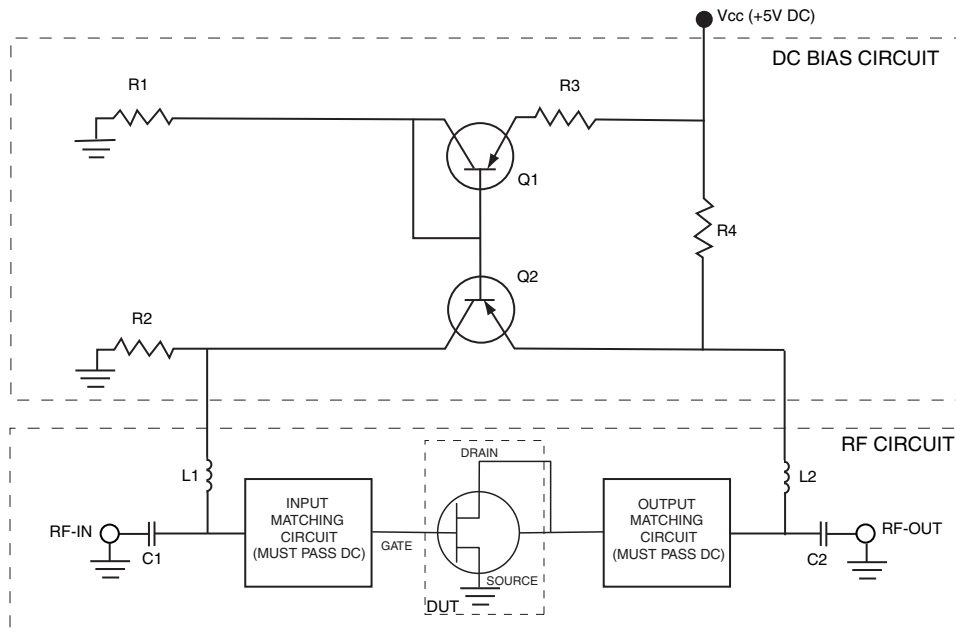 Vcc (+5V DC)
DC BIAS CIRCUIT
R1
R3
Q1
R4
Q2
R2
RF CIRCUIT
DRAIN
L1
L2
INPUT
MATCHING
CIRCUIT
(MUST PASS DC)
OUTPUT
MATCHING
CIRCUIT
(MUST PASS DC)
RF-IN
RF-OUT
C1
GATE
C2
SOURCE
DUT